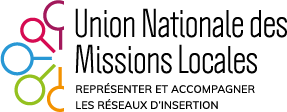 Union Nationale des
Missions Locales
REPRÉSENTER ET ACCOMPAGNER
LES RÉSEAUX D'INSERTION